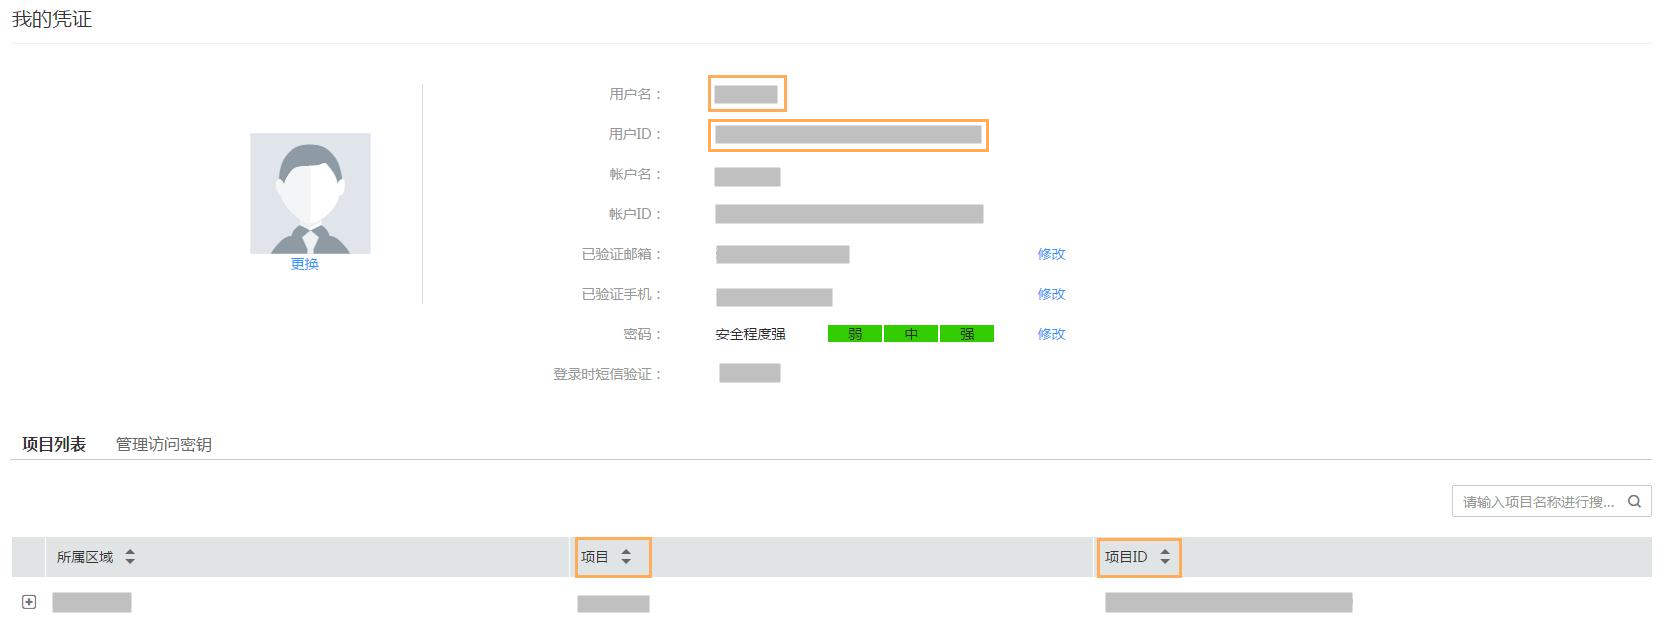 我的凭证
用户名：
用户ID：
帐户名：
帐户ID：
已验证邮箱： 修改
已验证手机： 修改
密码： 安全程度强 弱 中 强 修改
登录时短信验证：
更换
项目列表 管理访问密钥
请输入项目名称进行搜...
所属区域 项目 项目ID